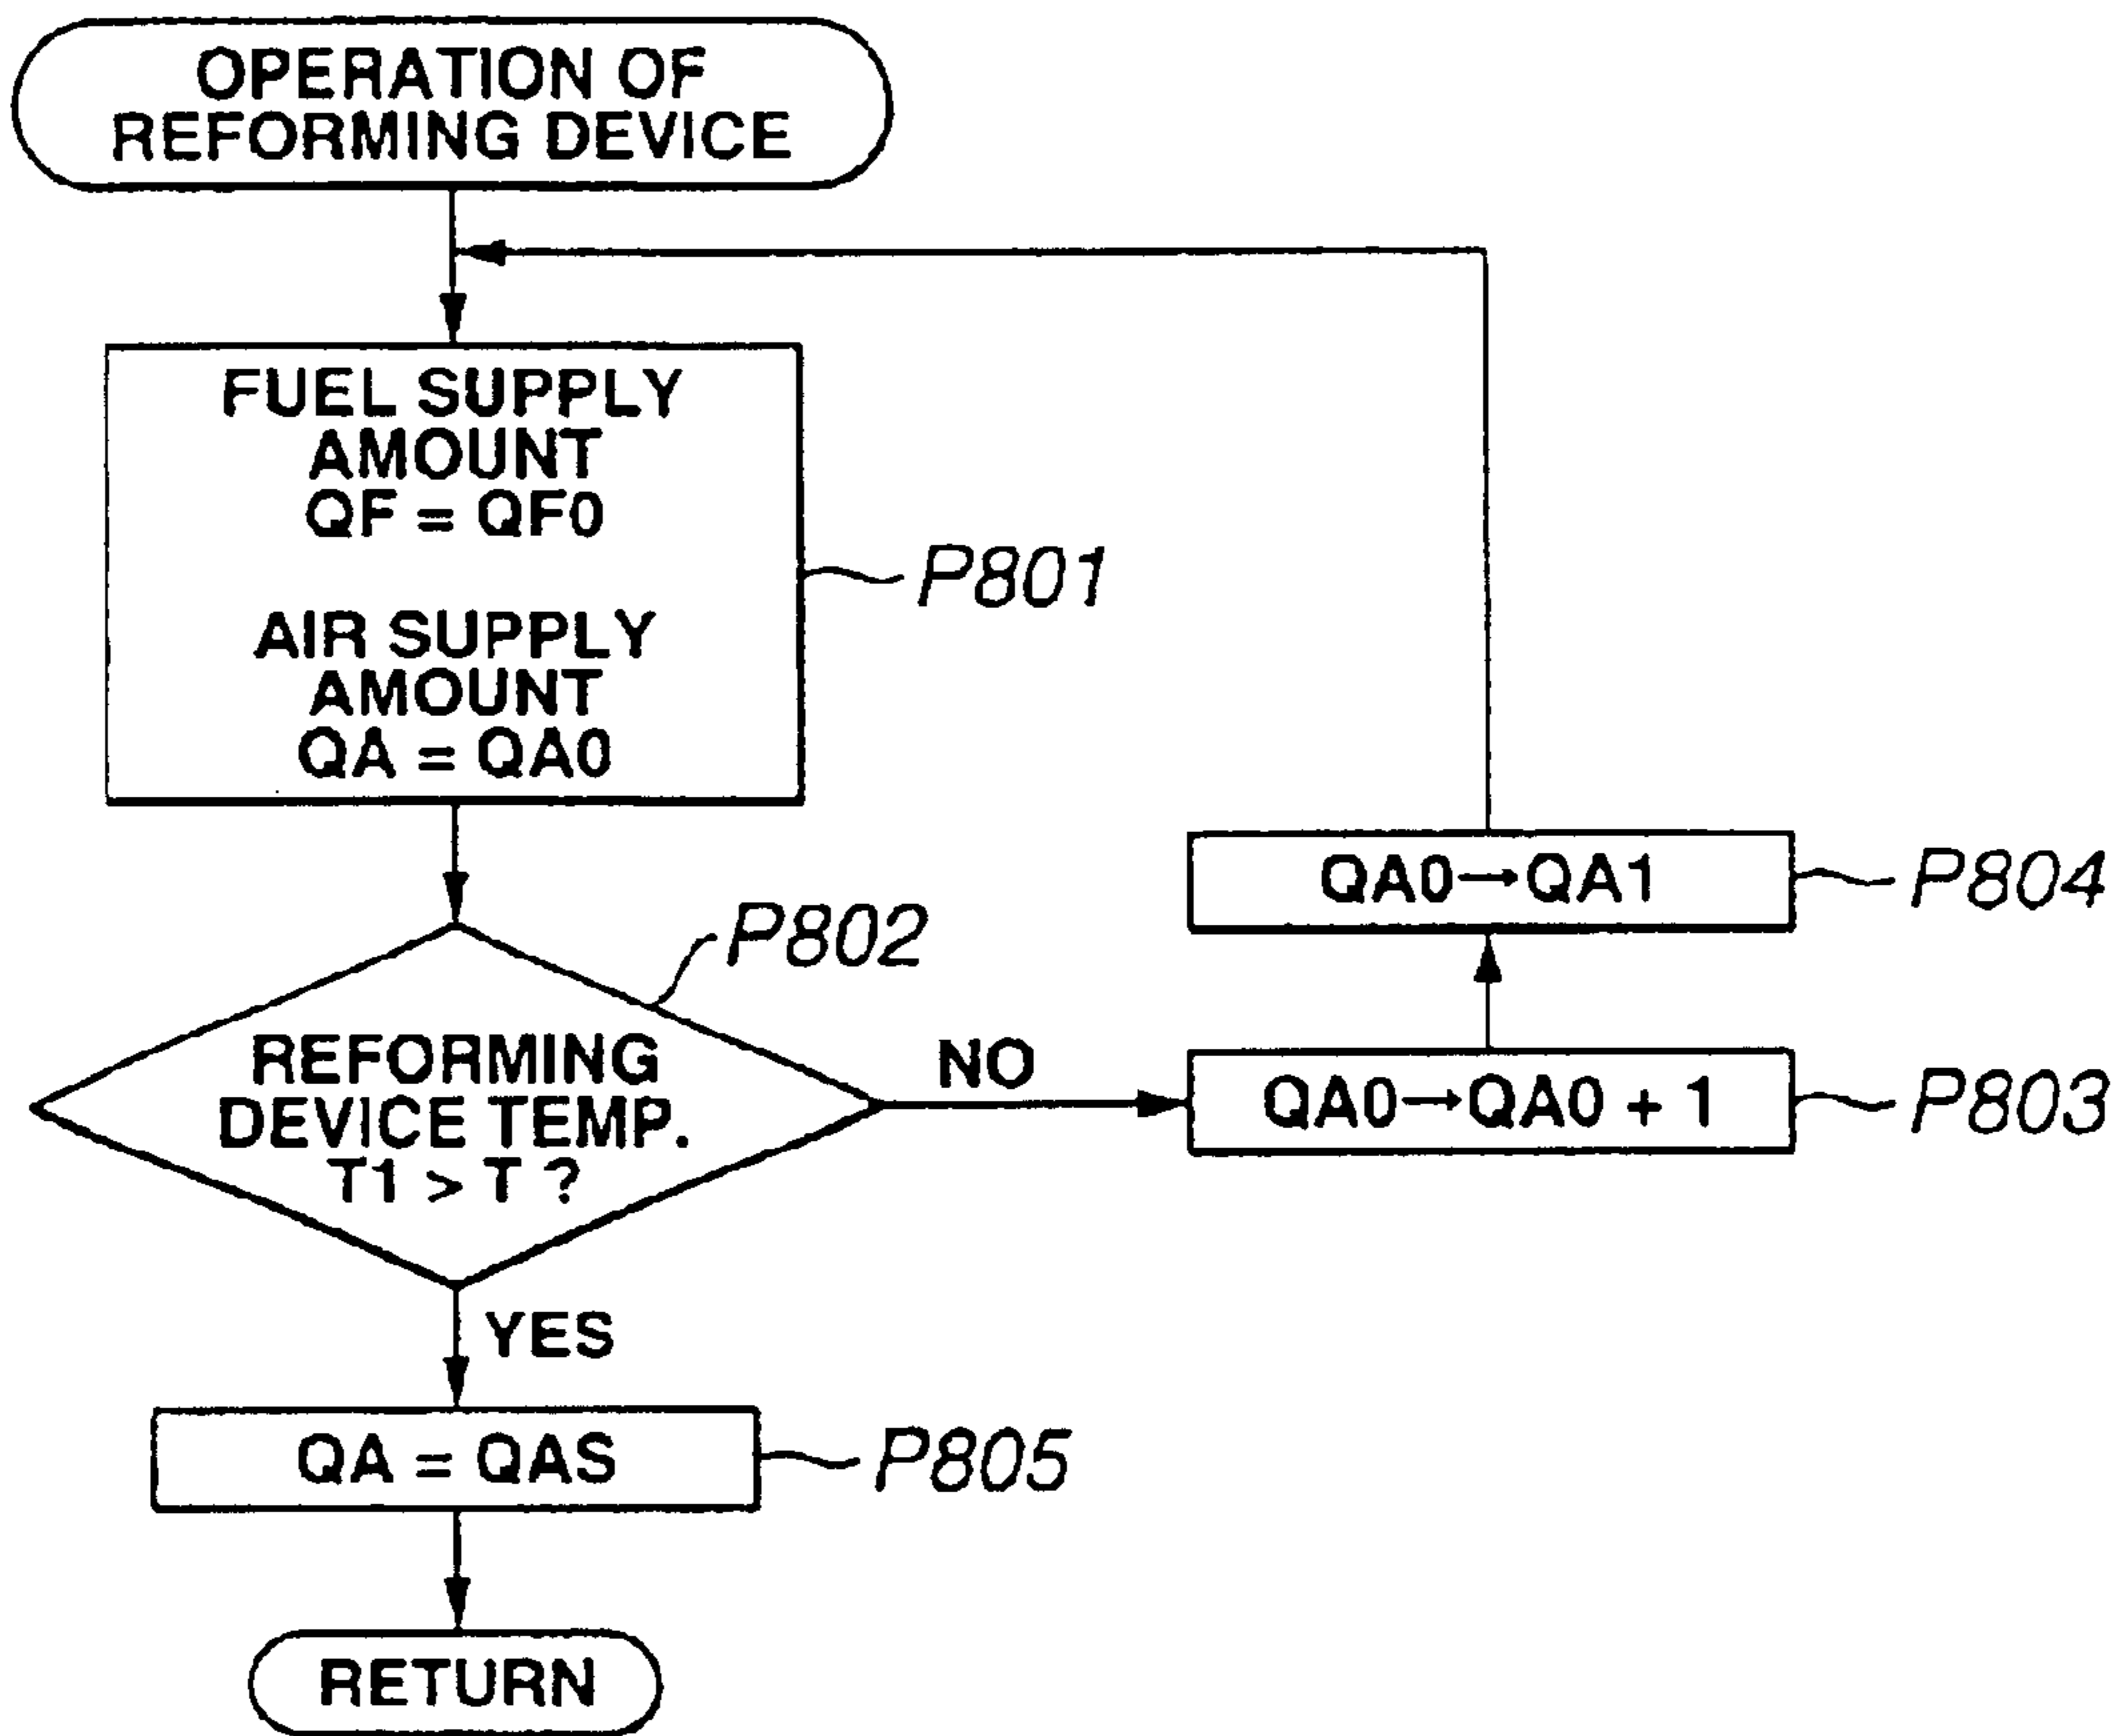 OPERATION OF
REFORMING DEVICE
FUEL SUPPLY
AMOUNT
QF = QF0
AIR SUPPLY
AMOUNT
QA = QA0
P801
P802
REFORMING
DEVICE TEMP.
T1 > T ?
NO
QA0→QA0 + 1
P803
QA0→QA1
P804
YES
QA = QAS
P805
RETURN